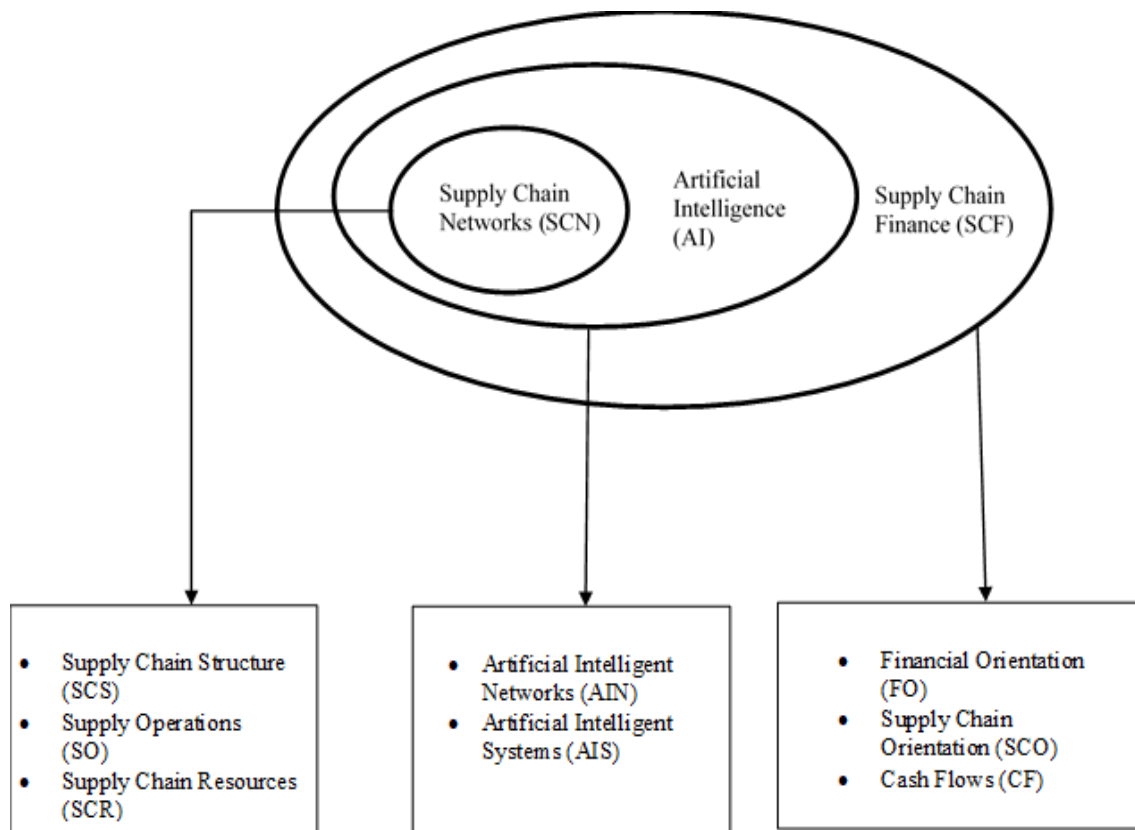 Supply Chain
Networks (SCN)
Artificial
Intelligence
(AI)
Supply Chain
Finance (SCF)
• Supply Chain Structure
(SCS)
• Supply Operations
(SO)
• Supply Chain Resources
(SCR)
• Artificial Intelligent
Networks (AIN)
• Artificial Intelligent
Systems (AIS)
• Financial Orientation
(FO)
• Supply Chain
Orientation (SCO)
• Cash Flows (CF)